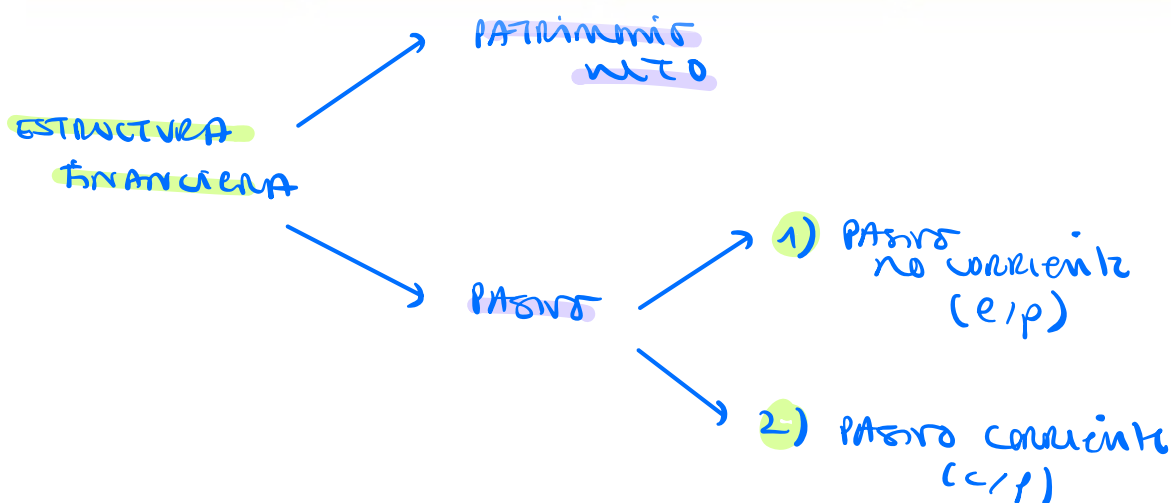 PATRIMONIO
NETO
ESTRUCTURA
FINANCIERA
PASIVO
1) PASIVO
NO CORRIENTE
(l/p)
2) PASIVO CORRIENTE
(c/p)